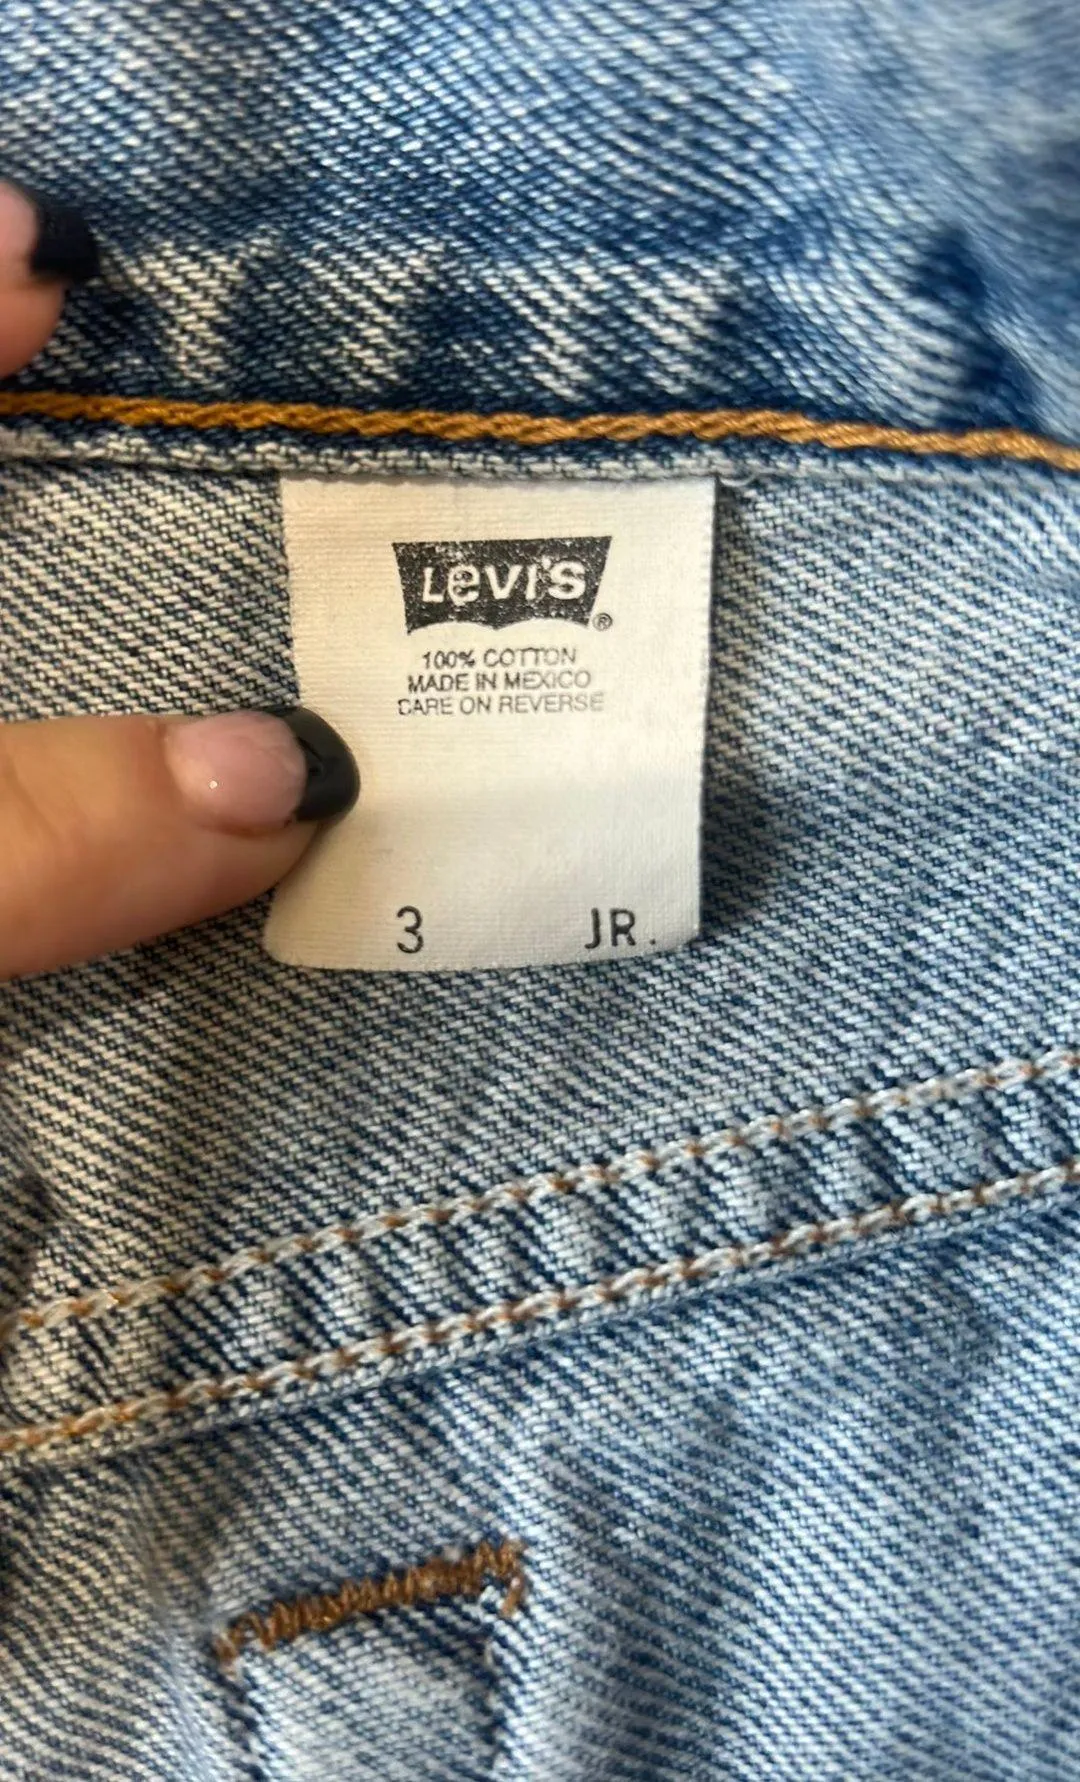 Levi's®
100% COTTON
MADE IN MEXICO
CARE ON REVERSE
3 JR.